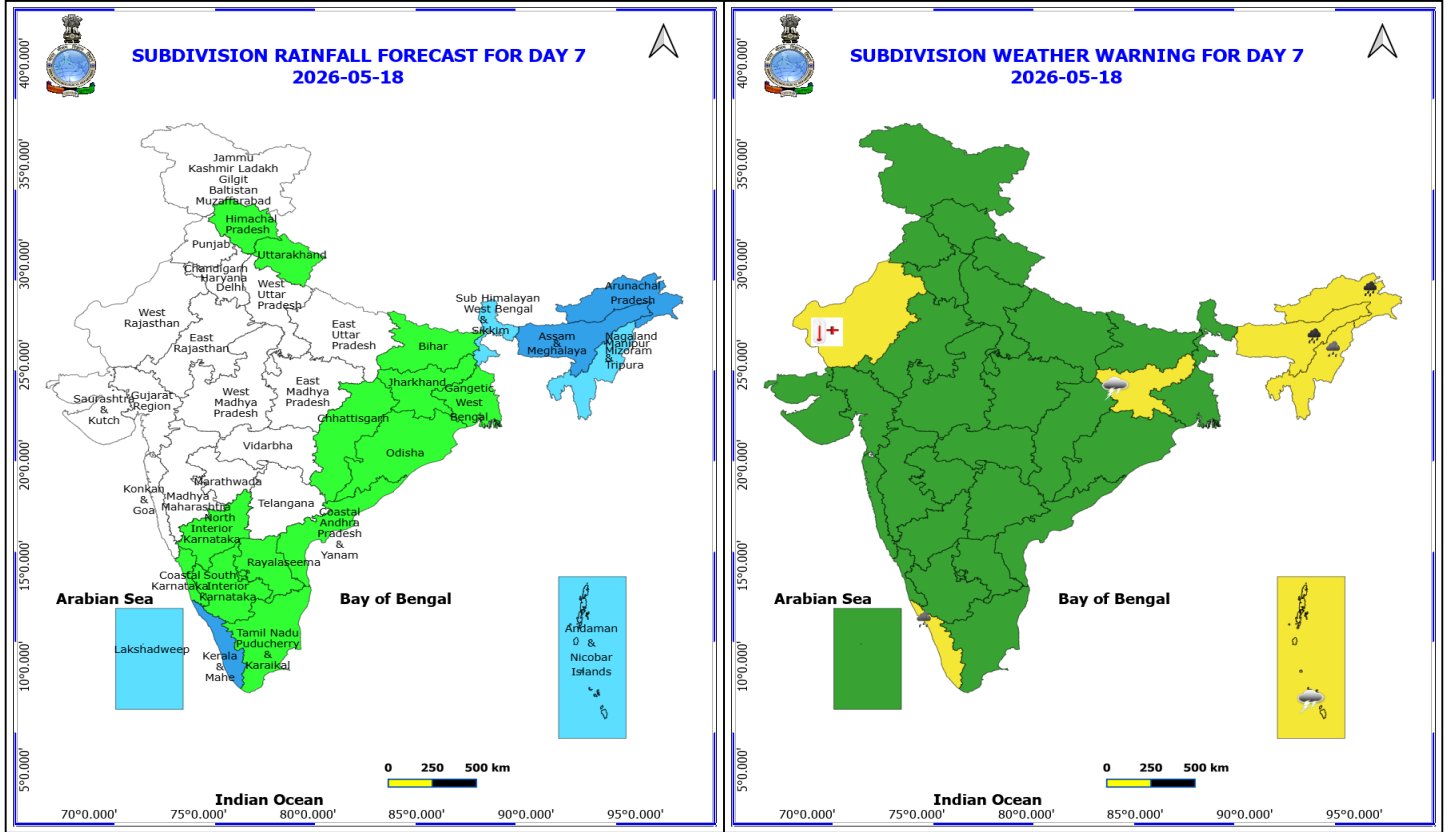 SUBDIVISION RAINFALL FORECAST FOR DAY 7
2026-05-18
40°0.000'
35°0.000'
30°0.000'
25°0.000'
20°0.000'
15°0.000'
10°0.000'
5°0.000'
Jammu
Kashmir Ladakh
Gilgit
Baltistan
Muzaffarabad
Himachal
Pradesh
Punjab
Uttarakhand
Chandigarh
Haryana
Delhi
West
Uttar
Pradesh
West
Rajasthan
East
Rajasthan
East
Uttar
Pradesh
Sub Himalayan
West Bengal
&
Sikkim
Arunachal
Pradesh
Assam
&
Meghalaya
Nagaland
Manipur
Mizoram
&
Tripura
Bihar
Jharkhand
Gangetic
West
Bengal
Saurashtra
&
Kutch
Gujarat
Region
West
Madhya
Pradesh
East
Madhya
Pradesh
Chhattisgarh
Odisha
Vidarbha
Konkan
&
Goa
Madhya
Maharashtra
Marathwada
Telangana
North
Interior
Karnataka
Coastal
Andhra
Pradesh
&
Yanam
Rayalaseema
Coastal
Karnataka
South
Interior
Karnataka
Tamil Nadu
Puducherry
&
Karaikal
Kerala
&
Mahe
Arabian Sea
Bay of Bengal
Lakshadweep
Andaman
&
Nicobar
Islands
0 250 500 km
Indian Ocean
70°0.000' 75°0.000' 80°0.000' 85°0.000' 90°0.000' 95°0.000'
SUBDIVISION WEATHER WARNING FOR DAY 7
2026-05-18
40°0.000'
35°0.000'
30°0.000'
25°0.000'
20°0.000'
15°0.000'
10°0.000'
5°0.000'
Arabian Sea
Bay of Bengal
0 250 500 km
Indian Ocean
70°0.000' 75°0.000' 80°0.000' 85°0.000' 90°0.000' 95°0.000'